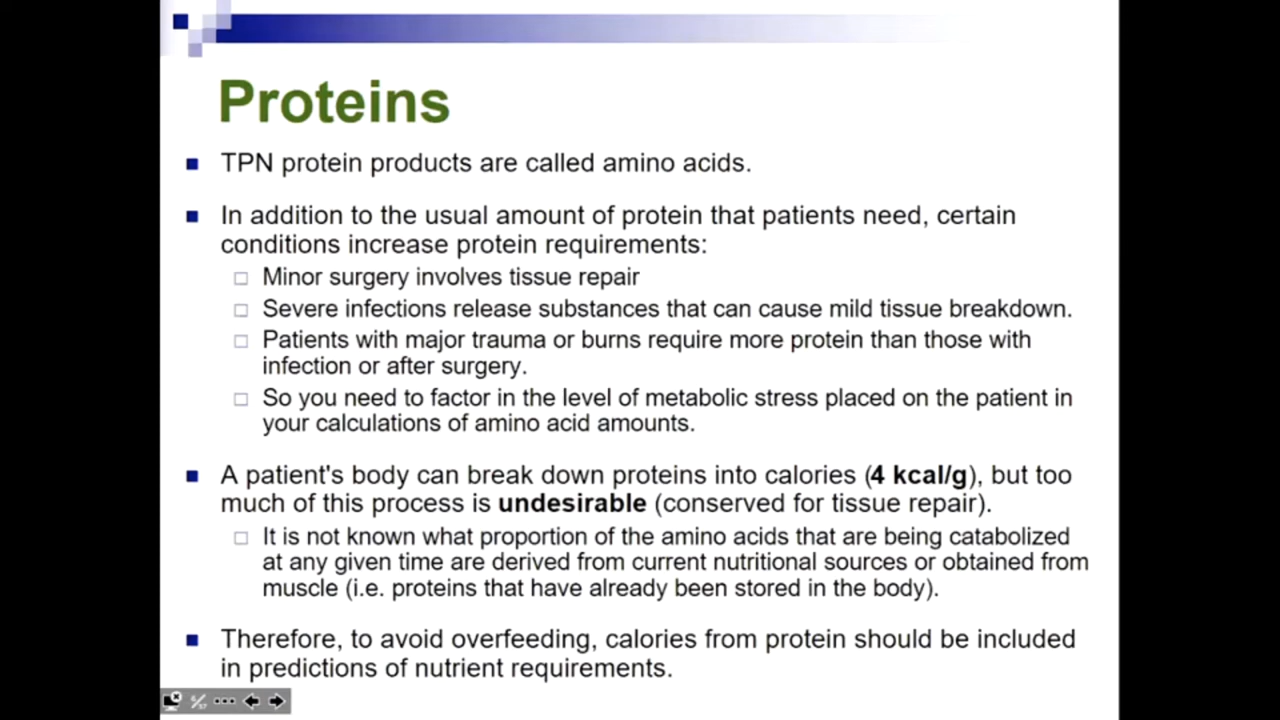 Proteins
TPN protein products are called amino acids.
In addition to the usual amount of protein that patients need, certain
conditions increase protein requirements:
Minor surgery involves tissue repair
Severe infections release substances that can cause mild tissue breakdown.
Patients with major trauma or burns require more protein than those with
infection or after surgery.
So you need to factor in the level of metabolic stress placed on the patient in
your calculations of amino acid amounts.
A patient's body can break down proteins into calories (4 kcal/g), but too
much of this process is undesirable (conserved for tissue repair).
It is not known what proportion of the amino acids that are being catabolized
at any given time are derived from current nutritional sources or obtained from
muscle (i.e. proteins that have already been stored in the body).
Therefore, to avoid overfeeding, calories from protein should be included
in predictions of nutrient requirements.